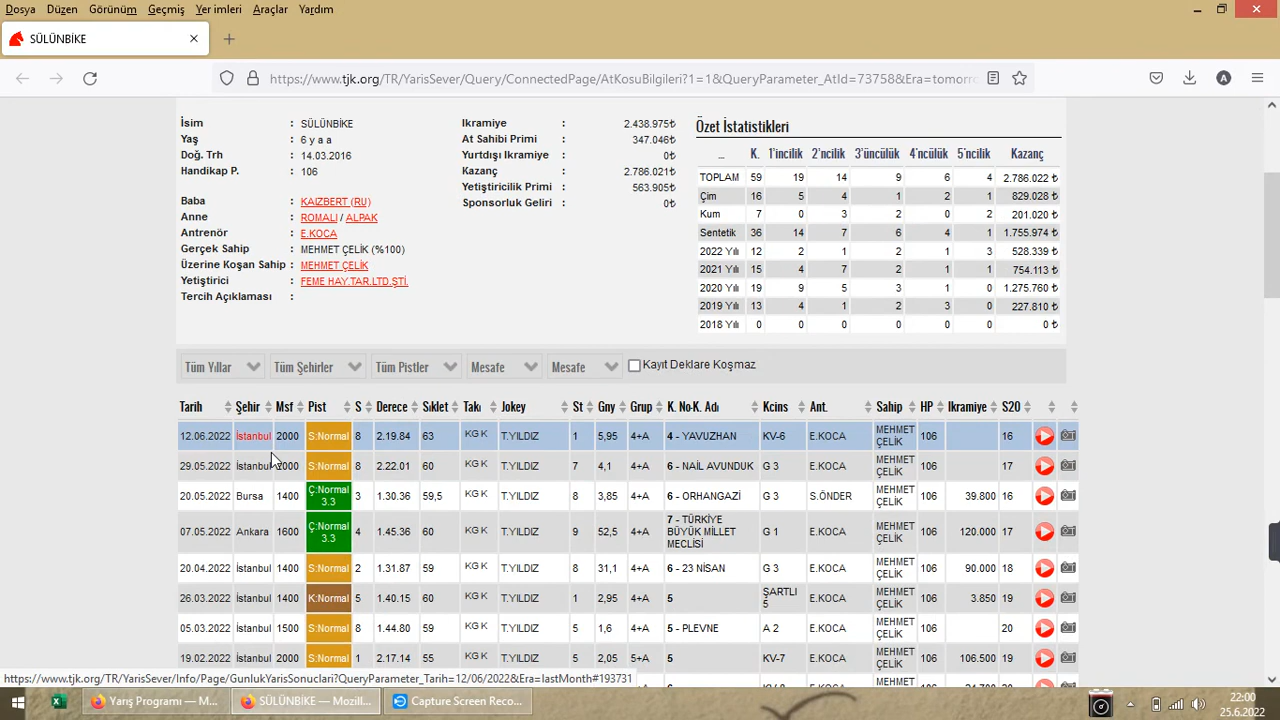 Dosya Düzen Görünüm Geçmiş Yer imleri Araçlar Yardım
SÜLÜNBİKE
https://www.tjk.org/TR/YarisSever/Query/ConnectedPage/AtKosuBilgileri?1=1&QueryParameter_AtId=73758&Era=tomorro
İsim : SÜLÜNBİKE
Yaş : 6 y a a
Doğ. Trh : 14.03.2016
Handikap P. : 106
Baba : KAIZBERT (RU)
Anne : ROMALI / ALPAK
Antrenör : E.KOCA
Gerçek Sahip : MEHMET ÇELİK (%100)
Üzerine Koşan Sahip : MEHMET ÇELİK
Yetiştirici : FEME HAY.TAR.LTD.ŞTİ.
Tercih Açıklaması :
Ikramiye : 2.438.975₺
At Sahibi Primi : 347.046₺
Yurtdışı Ikramiye : 0₺
Kazanç : 2.786.021₺
Yetiştiricilik Primi : 563.905₺
Sponsorluk Geliri : 0₺
Özet İstatistikleri
... K. 1'incilik 2'ncilik 3'üncülük 4'ncülük 5'ncilik Kazanç
TOPLAM 59 19 14 9 6 4 2.786.022 ₺
Çim 16 5 4 1 2 1 829.028 ₺
Kum 7 0 3 2 0 2 201.020 ₺
Sentetik 36 14 7 6 4 1 1.755.974 ₺
2022 Yılı 12 2 2 1 1 3 528.339 ₺
2021 Yılı 15 4 7 2 1 1 754.113 ₺
2020 Yılı 19 9 5 3 1 0 1.275.760 ₺
2019 Yılı 13 4 1 2 3 0 227.810 ₺
2018 Yılı 0 0 0 0 0 0 0 ₺
Tüm Yıllar Tüm Şehirler Tüm Pistler Mesafe Mesafe Kayıt Deklare Koşmaz
Tarih Şehir Msf Pist S Derece Sıklet Takı Jokey St Gny Grup K. No-K. Adı Kcins Ant. Sahip HP Ikramiye S20
12.06.2022 İstanbul 2000 S:Normal 8 2.19.84 63 KG K T.YILDIZ 1 5,95 4+A 4 - YAVUZHAN KV-6 E.KOCA MEHMET ÇELİK 106 16
29.05.2022 İstanbul 2000 S:Normal 8 2.22.01 60 KG K T.YILDIZ 7 4,1 4+A 6 - NAİL AVUNDUK G 3 E.KOCA MEHMET ÇELİK 106 17
20.05.2022 Bursa 1400 Ç:Normal 3.3 3 1.30.36 59,5 KG K T.YILDIZ 8 3,85 4+A 6 - ORHANGAZİ G 3 S.ÖNDER MEHMET ÇELİK 106 39.800 16
07.05.2022 Ankara 1600 Ç:Normal 3.3 4 1.45.36 60 KG K T.YILDIZ 9 52,5 4+A 7 - TÜRKİYE BÜYÜK MİLLET MECLİSİ G 1 E.KOCA MEHMET ÇELİK 106 120.000 17
20.04.2022 İstanbul 1400 S:Normal 2 1.31.87 59 KG K T.YILDIZ 8 31,1 4+A 6 - 23 NİSAN G 3 E.KOCA MEHMET ÇELİK 106 90.000 18
26.03.2022 İstanbul 1400 K:Normal 5 1.40.15 60 KG K T.YILDIZ 1 2,95 4+A 5 ŞARTLI 5 E.KOCA MEHMET ÇELİK 106 3.850 19
05.03.2022 İstanbul 1500 S:Normal 8 1.44.80 59 KG K T.YILDIZ 5 1,6 4+A 5 - PLEVNE A 2 E.KOCA MEHMET ÇELİK 106 20
19.02.2022 İstanbul 2000 S:Normal 1 2.17.14 55 KG K T.YILDIZ 5 2,05 4+A 5 KV-7 E.KOCA MEHMET ÇELİK 106 106.500 19
https://www.tjk.org/TR/YarisSever/Info/Page/GunlukYarisSonuclari?QueryParameter_Tarih=12/06/2022&Era=lastMonth#193731
Yarış Programı — M... SÜLÜNBİKE — Mozill... Capture Screen Reco...
22:00
25.6.2022